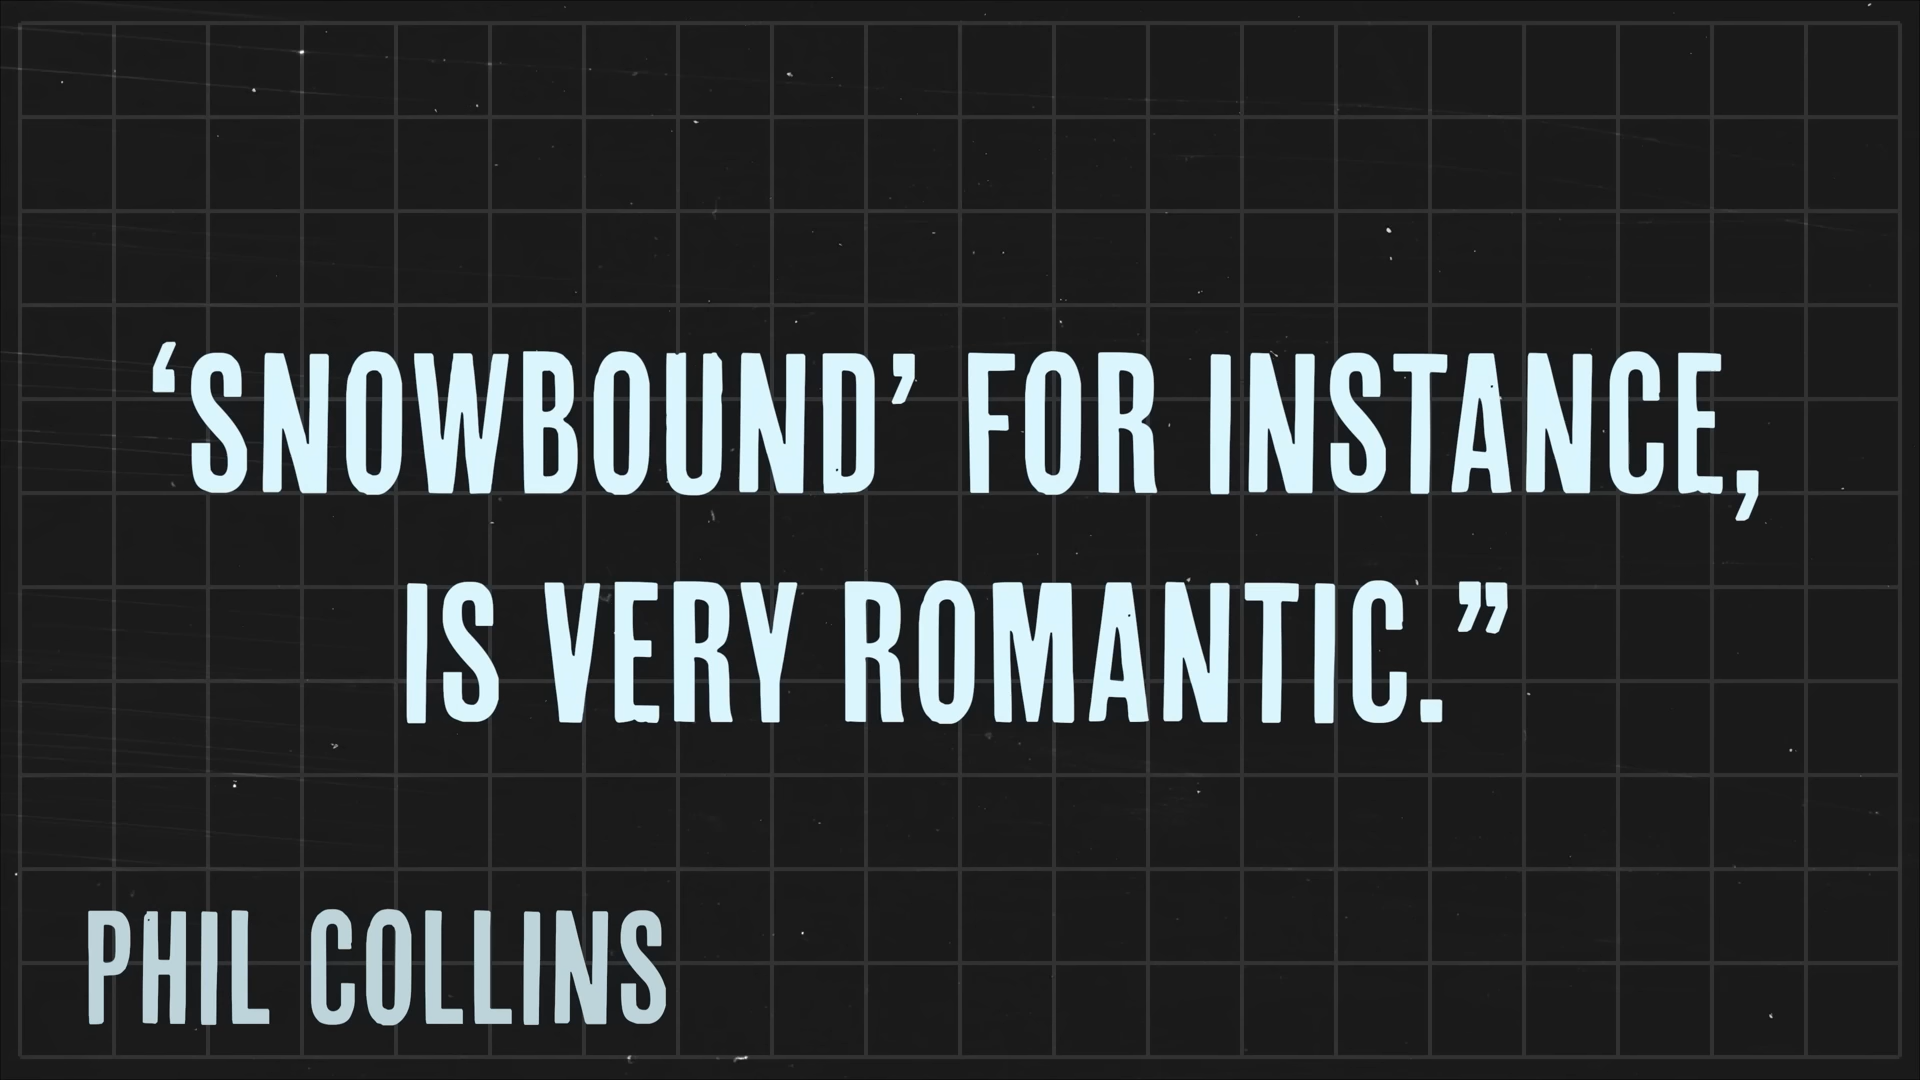 ‘SNOWBOUND’ FOR INSTANCE,
IS VERY ROMANTIC.”
PHIL COLLINS